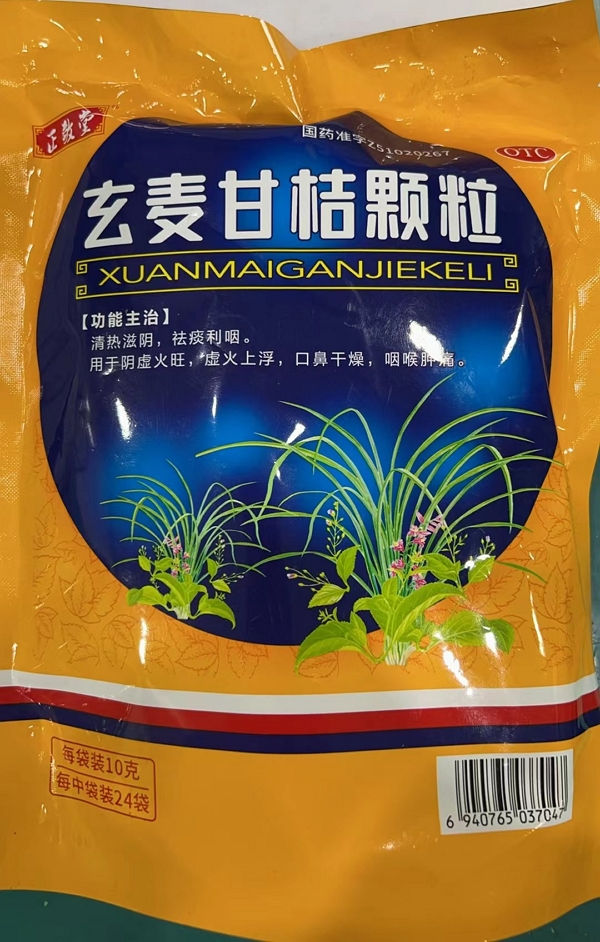 正敦堂
国药准字Z51020267
OTC
玄麦甘桔颗粒
XUANMAIGANJIEKELI
【功能主治】
清热滋阴，祛痰利咽。
用于阴虚火旺，虚火上浮，口鼻干燥，咽喉肿痛。
每袋装10克
每中袋装24袋
6 940765 037047